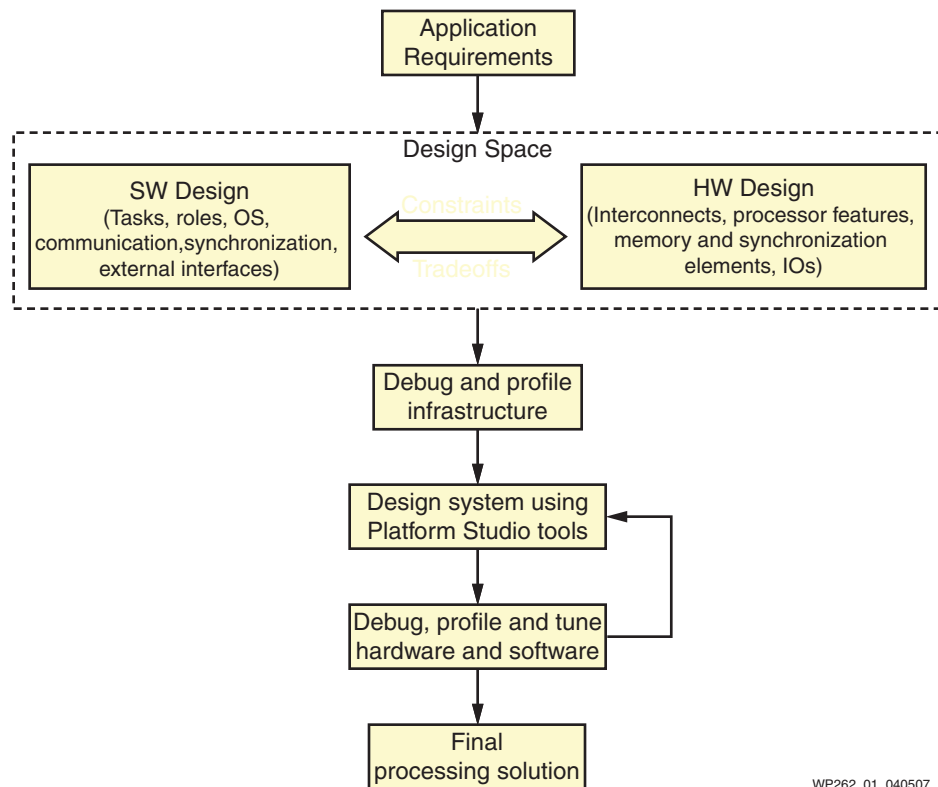 Application
Requirements
Design Space
SW Design
(Tasks, roles, OS,
communication,synchronization,
external interfaces)
Constraints
Tradeoffs
HW Design
(Interconnects, processor features,
memory and synchronization
elements, IOs)
Debug and profile
infrastructure
Design system using
Platform Studio tools
Debug, profile and tune
hardware and software
Final
processing solution
WP262_01_040507